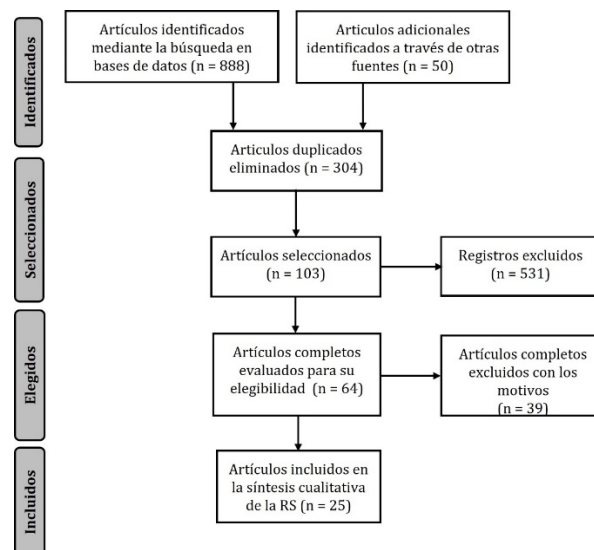 Identificados
Artículos identificados
mediante la búsqueda en
bases de datos (n = 888)
Articulos adicionales
identificados a través de otras
fuentes (n = 50)
Articulos duplicados
eliminados (n = 304)
Seleccionados
Artículos seleccionados
(n = 103)
Registros excluidos
(n = 531)
Elegidos
Artículos completos
evaluados para su
elegibilidad (n = 64)
Artículos completos
excluidos con los
motivos
(n = 39)
Incluidos
Artículos incluidos en
la síntesis cualitativa
de la RS (n = 25)